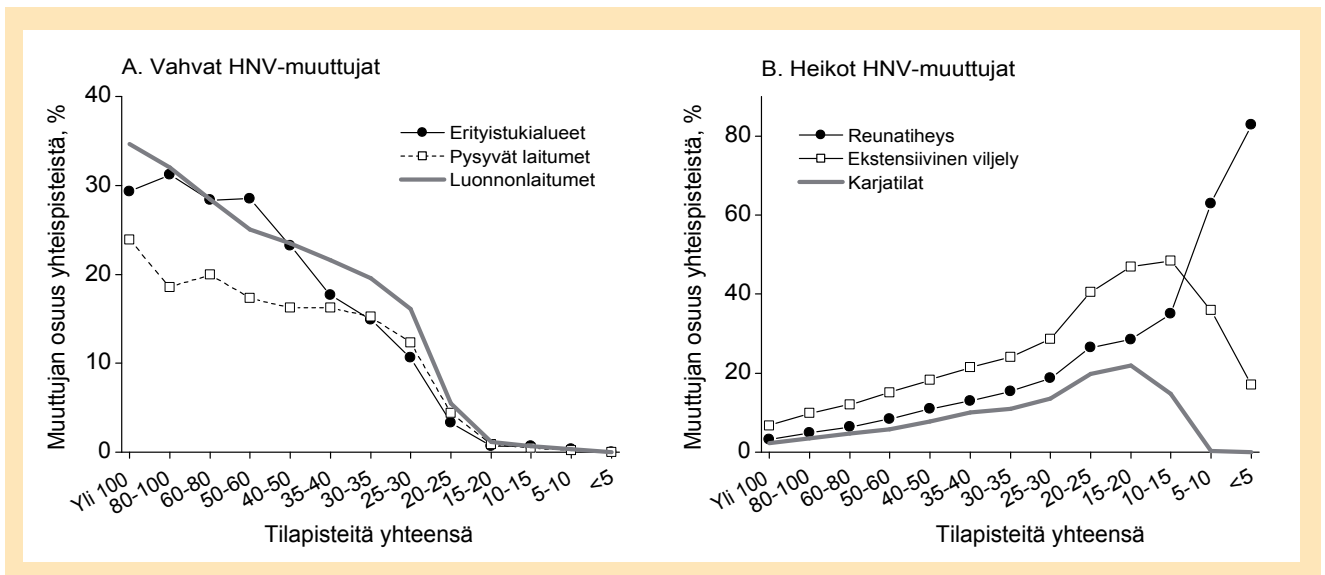 A. Vahvat HNV-muuttujat
Muuttujan osuus yhteispisteistä, %
40
30
20
10
0
Erityistukialueet
Pysyvät laitumet
Luonnonlaitumet
Yli 100
80-100
60-80
50-60
40-50
35-40
30-35
25-30
20-25
15-20
10-15
5-10
<5
Tilapisteitä yhteensä
B. Heikot HNV-muuttujat
Muuttujan osuus yhteispisteistä, %
80
60
40
20
0
Reunatiheys
Ekstensiivinen viljely
Karjatilat
Yli 100
80-100
60-80
50-60
40-50
35-40
30-35
25-30
20-25
15-20
10-15
5-10
<5
Tilapisteitä yhteensä